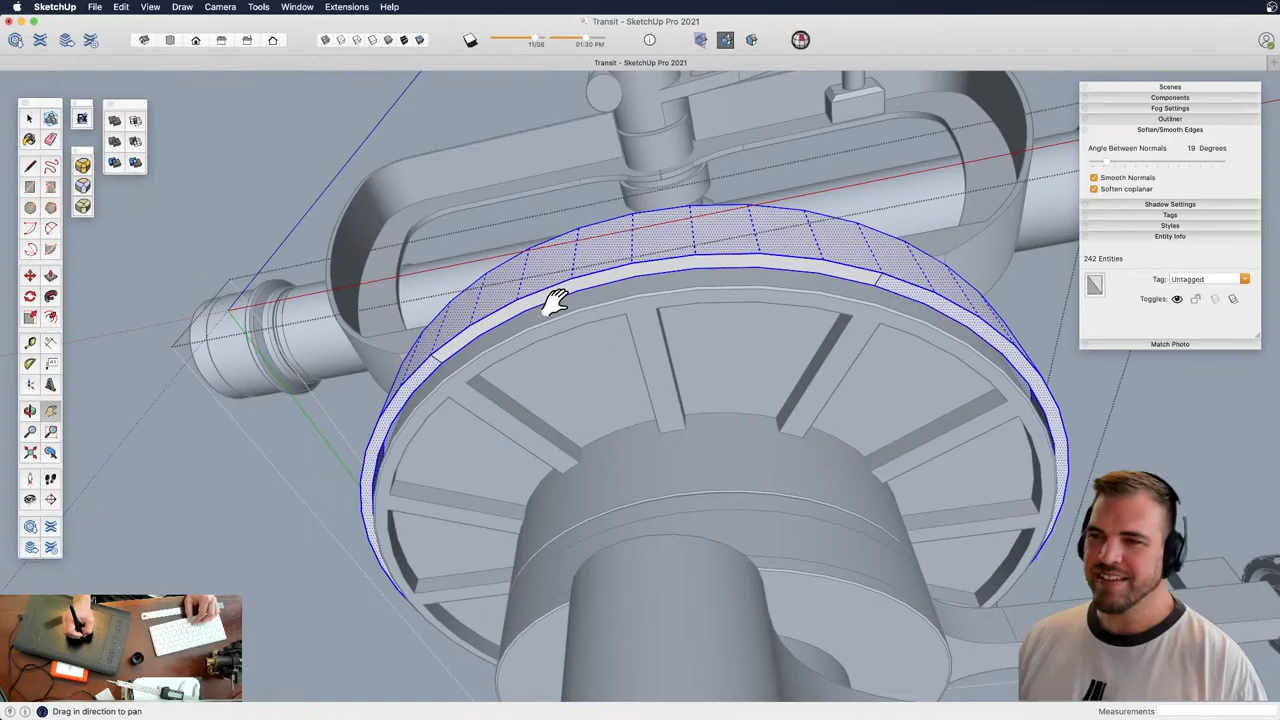 SketchUp File Edit View Draw Camera Tools Window Extensions Help
Transit - SketchUp Pro 2021
11/08 01:30 PM
Transit - SketchUp Pro 2021
Scenes
Components
Fog Settings
Outliner
Soften/Smooth Edges
Angle Between Normals 19 Degrees
Smooth Normals
Soften coplanar
Shadow Settings
Tags
Styles
Entity Info
242 Entities
Tag: Untagged
Toggles:
Match Photo
Drag in direction to pan
Measurements